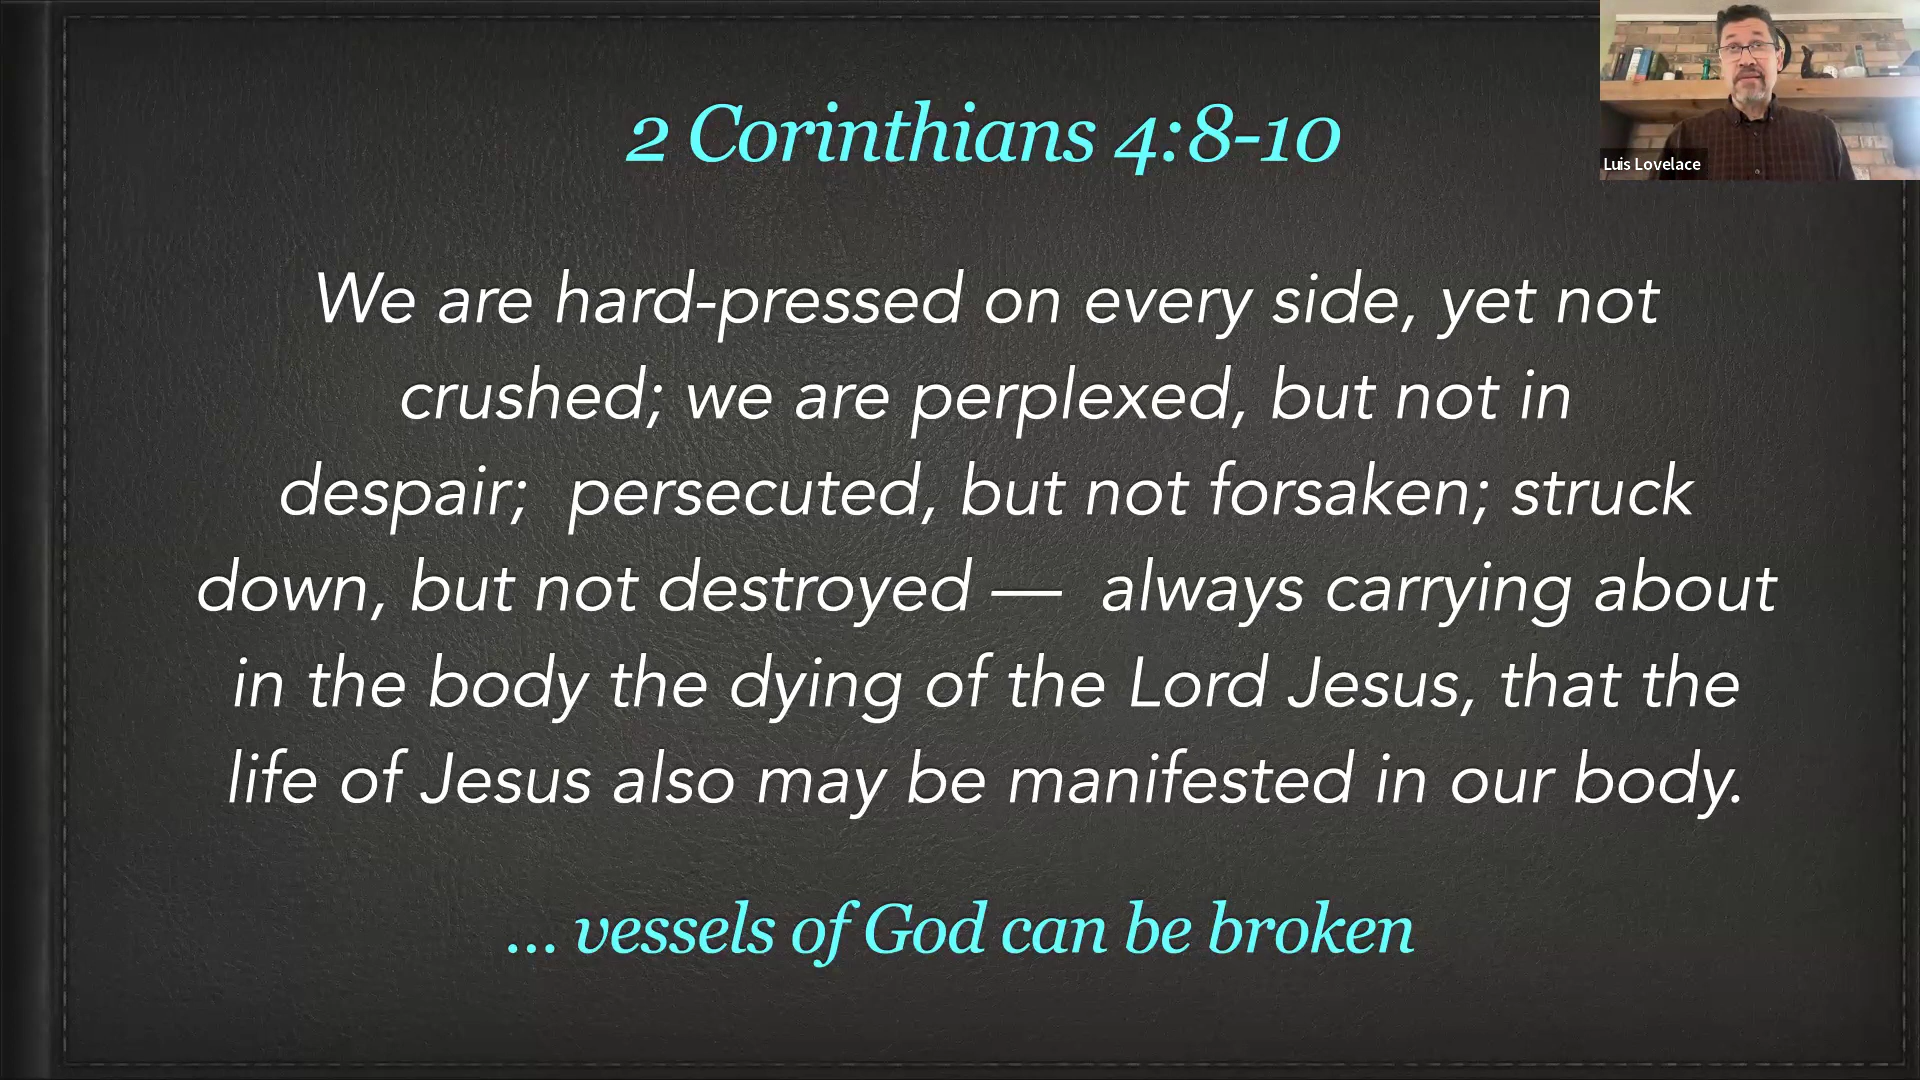 2 Corinthians 4:8-10
Luis Lovelace
We are hard-pressed on every side, yet not
crushed; we are perplexed, but not in
despair;  persecuted, but not forsaken; struck
down, but not destroyed —  always carrying about
in the body the dying of the Lord Jesus, that the
life of Jesus also may be manifested in our body.
... vessels of God can be broken